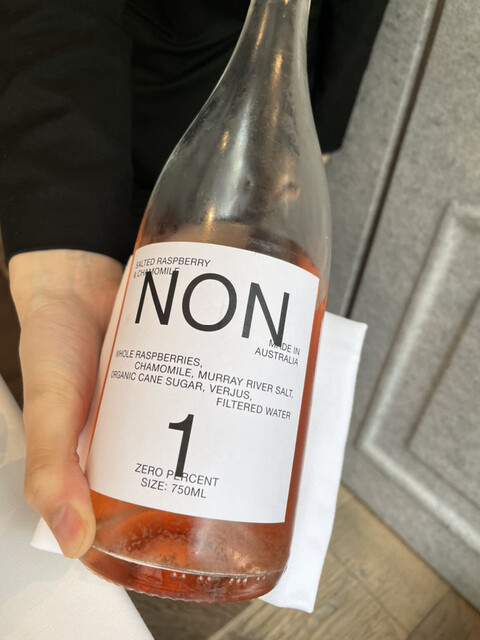 SALTED RASPBERRY
& CHAMOMILE
NON
MADE IN
AUSTRALIA
WHOLE RASPBERRIES,
CHAMOMILE, MURRAY RIVER SALT,
ORGANIC CANE SUGAR, VERJUS,
FILTERED WATER
1
ZERO PERCENT
SIZE: 750ML